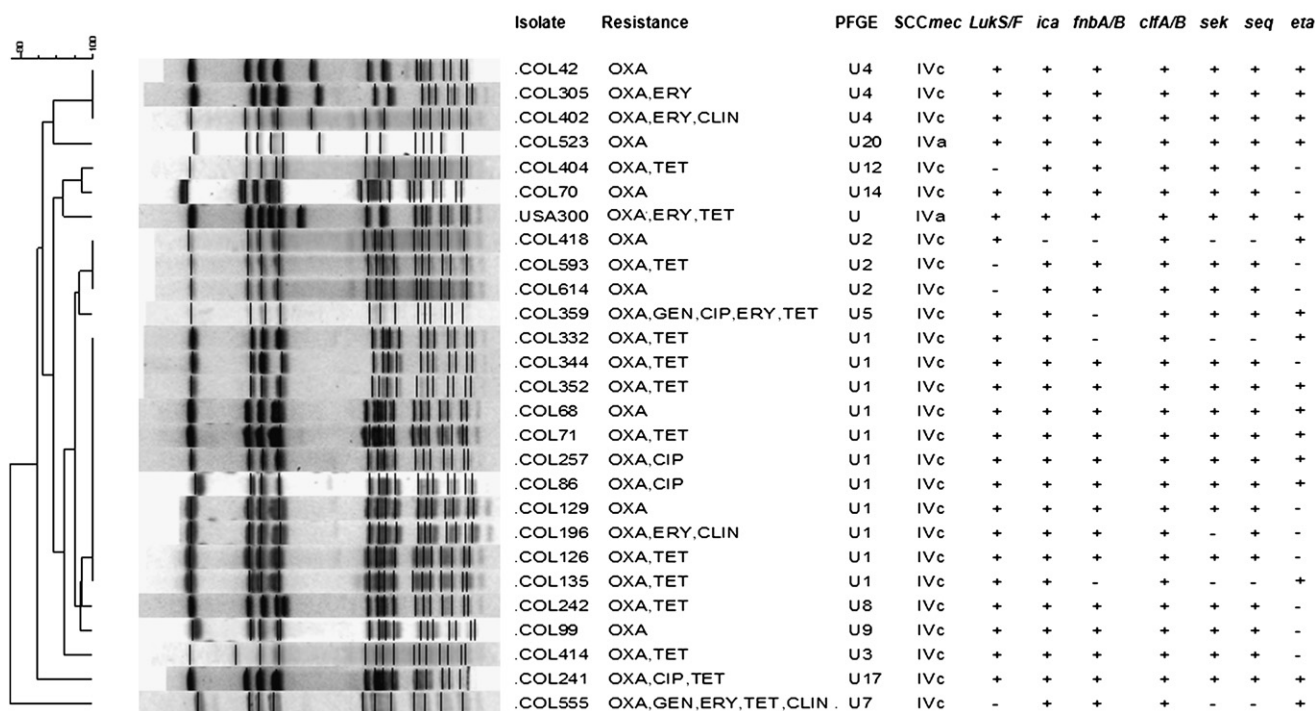 Isolate Resistance PFGE SCCmec LukS/F ica fnbA/B clfA/B sek seq eta
80 100
.COL42 OXA U4 IVc + + + + + + +
.COL305 OXA,ERY U4 IVc + + + + + + +
.COL402 OXA,ERY,CLIN U4 IVc + + + + + + +
.COL523 OXA U20 IVa + + + + + + +
.COL404 OXA,TET U12 IVc - + + + + + -
.COL70 OXA U14 IVc + + + + + + -
.USA300 OXA,ERY,TET U IVa + + + + + + +
.COL418 OXA U2 IVc + - - + - - +
.COL593 OXA,TET U2 IVc - + + + + + -
.COL614 OXA U2 IVc - + + + + + -
.COL359 OXA,GEN,CIP,ERY,TET U5 IVc + + - + + + +
.COL332 OXA,TET U1 IVc + + - + - - +
.COL344 OXA,TET U1 IVc + + + + + + -
.COL352 OXA,TET U1 IVc + + + + + + +
.COL68 OXA U1 IVc + + + + + + +
.COL71 OXA,TET U1 IVc + + + + + + +
.COL257 OXA,CIP U1 IVc + + + + + + +
.COL86 OXA,CIP U1 IVc + + + + + + +
.COL129 OXA U1 IVc + + + + + + -
.COL196 OXA,ERY,CLIN U1 IVc + + + + - + -
.COL126 OXA,TET U1 IVc + + + + + + -
.COL135 OXA,TET U1 IVc + + - + - - +
.COL242 OXA,TET U8 IVc + + + + + + -
.COL99 OXA U9 IVc + + + + + + -
.COL414 OXA,TET U3 IVc + + + + + + -
.COL241 OXA,CIP,TET U17 IVc + + + + + + +
.COL555 OXA,GEN,ERY,TET,CLIN . U7 IVc - + + + - - +